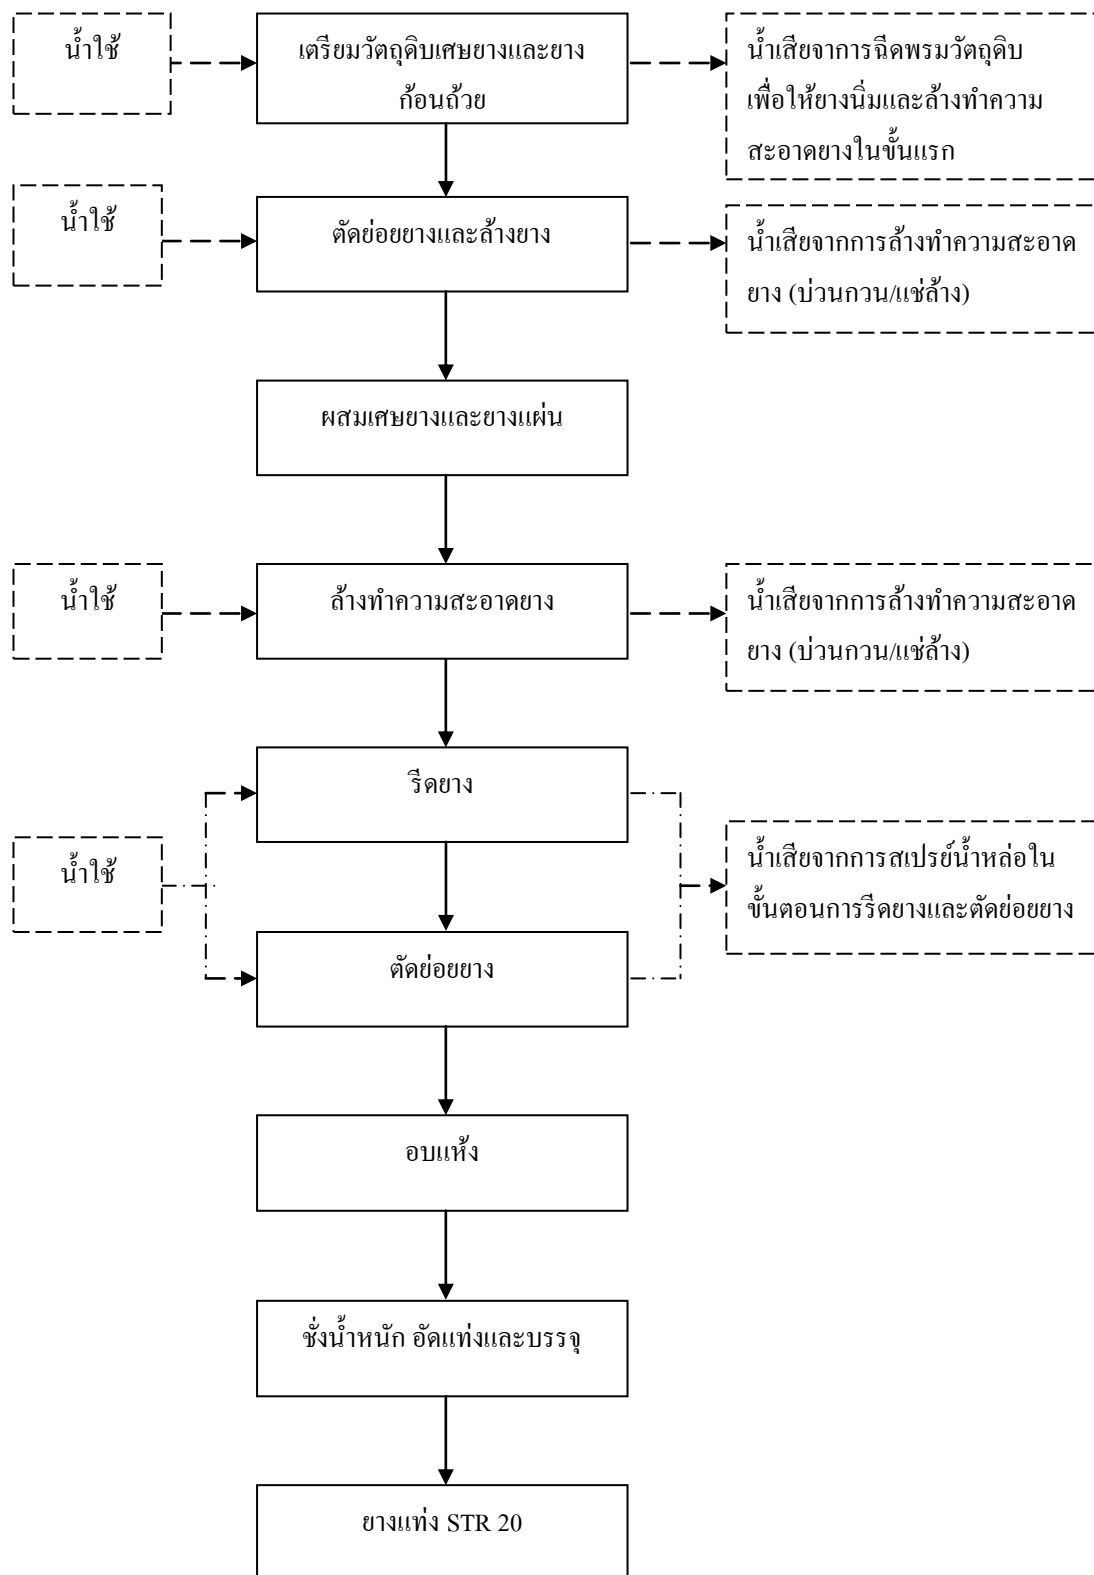 น้ำใช้
เตรียมวัตถุดิบเศษยางและยาง
ก้อนถ้วย
น้ำเสียจากการฉีดพรมวัตถุดิบ
เพื่อให้ยางนิ่มและล้างทำความ
สะอาดยางในขั้นแรก
น้ำใช้
ตัดย่อยยางและล้างยาง
น้ำเสียจากการล้างทำความสะอาด
ยาง (บ่วนกวน/แช่ล้าง)
ผสมเศษยางและยางแผ่น
น้ำใช้
ล้างทำความสะอาดยาง
น้ำเสียจากการล้างทำความสะอาด
ยาง (บ่วนกวน/แช่ล้าง)
รีดยาง
น้ำใช้
น้ำเสียจากการสเปรย์น้ำหล่อใน
ขั้นตอนการรีดยางและตัดย่อยยาง
ตัดย่อยยาง
อบแห้ง
ชั่งน้ำหนัก อัดแท่งและบรรจุ
ยางแท่ง STR 20